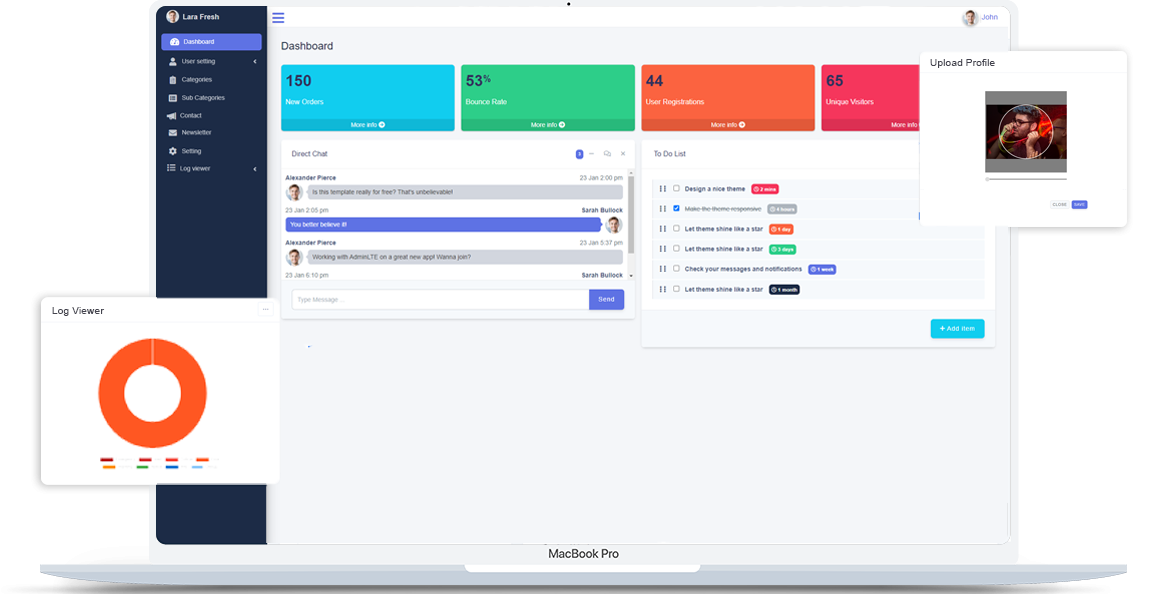 Lara Fresh
Dashboard
User setting
Categories
Sub Categories
Contact
Newsletter
Setting
Log viewer
John
Dashboard
150
New Orders
More info
53%
Bounce Rate
More info
44
User Registrations
More info
65
Unique Visitors
More info
Direct Chat
Alexander Pierce 23 Jan 2:00 pm
Is this template really for free? That's unbelievable!
23 Jan 2:05 pm Sarah Bullock
You better believe it!
Alexander Pierce 23 Jan 5:37 pm
Working with AdminLTE on a great new app! Wanna join?
23 Jan 6:10 pm Sarah Bullock
Type Message ... Send
To Do List
Design a nice theme 2 mins
Make the theme responsive 4 hours
Let theme shine like a star 1 day
Let theme shine like a star 3 days
Check your messages and notifications 1 week
Let theme shine like a star 1 month
+ Add item
Upload Profile
CLOSE SAVE
Log Viewer
MacBook Pro